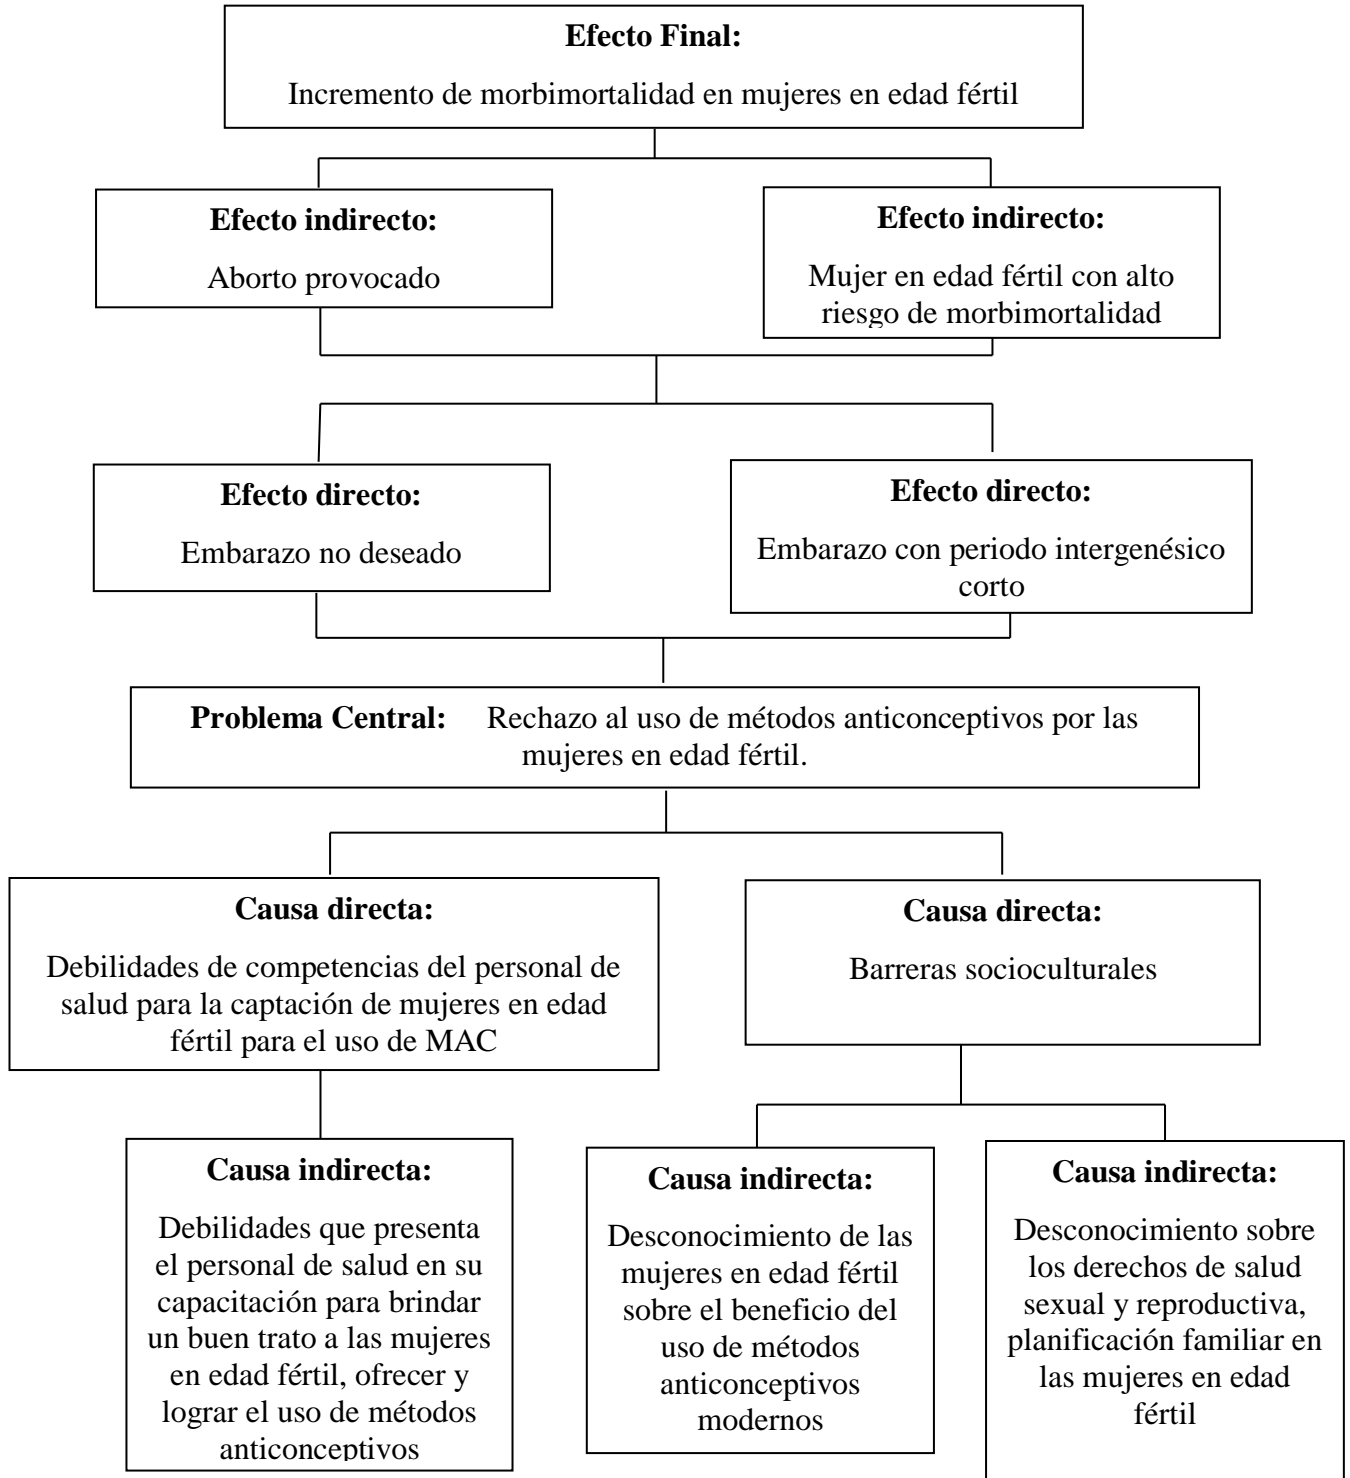 Efecto Final:
Incremento de morbimortalidad en mujeres en edad fértil
Efecto indirecto:
Aborto provocado
Efecto indirecto:
Mujer en edad fértil con alto
riesgo de morbimortalidad
Efecto directo:
Embarazo no deseado
Efecto directo:
Embarazo con periodo intergenésico
corto
Problema Central: Rechazo al uso de métodos anticonceptivos por las
mujeres en edad fértil.
Causa directa:
Debilidades de competencias del personal de
salud para la captación de mujeres en edad
fértil para el uso de MAC
Causa directa:
Barreras socioculturales
Causa indirecta:
Debilidades que presenta
el personal de salud en su
capacitación para brindar
un buen trato a las mujeres
en edad fértil, ofrecer y
lograr el uso de métodos
anticonceptivos
Causa indirecta:
Desconocimiento de las
mujeres en edad fértil
sobre el beneficio del
uso de métodos
anticonceptivos
modernos
Causa indirecta:
Desconocimiento sobre
los derechos de salud
sexual y reproductiva,
planificación familiar en
las mujeres en edad
fértil